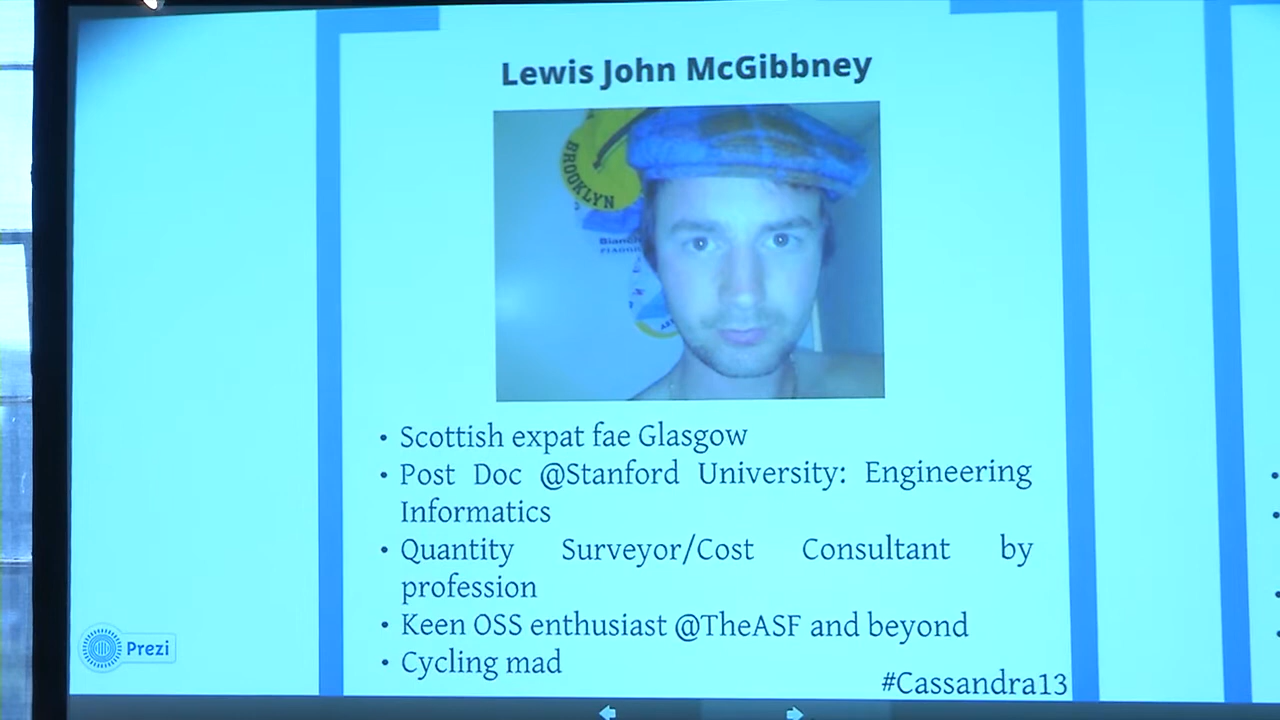 Lewis John McGibbney
BROOKLYN
Bianchi
• Scottish expat fae Glasgow
• Post Doc @Stanford University: Engineering
Informatics
• Quantity Surveyor/Cost Consultant by
profession
• Keen OSS enthusiast @TheASF and beyond
• Cycling mad
#Cassandra13
Prezi